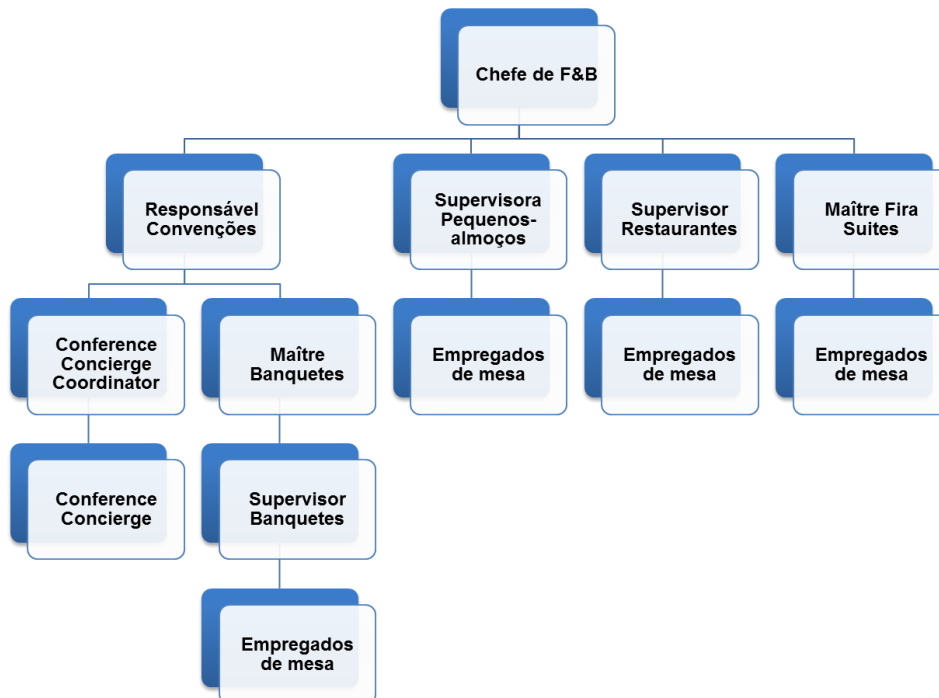 Chefe de F&B
Responsável
Convenções
Supervisora
Pequenos-
almoços
Supervisor
Restaurantes
Maître Fira
Suites
Conference
Concierge
Coordinator
Maître
Banquetes
Empregados
de mesa
Empregados
de mesa
Empregados
de mesa
Conference
Concierge
Supervisor
Banquetes
Empregados
de mesa